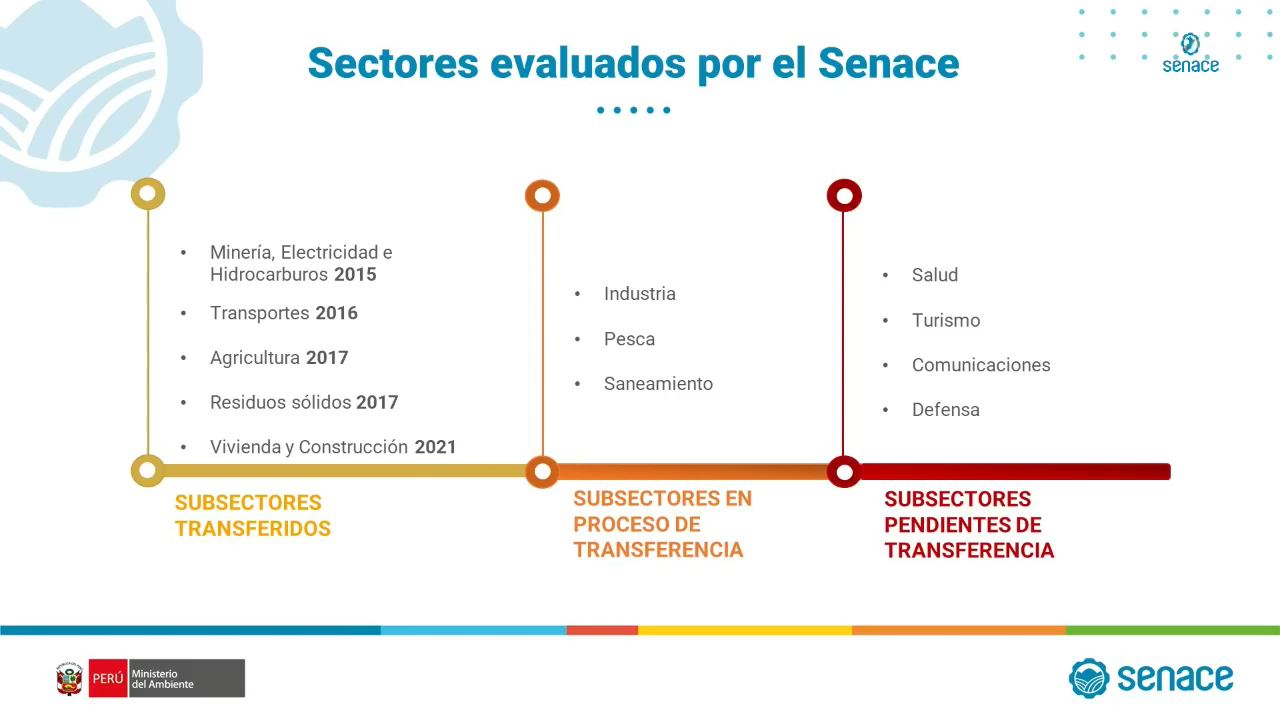 Sectores evaluados por el Senace
senace
• Minería, Electricidad e
Hidrocarburos 2015
• Transportes 2016
• Agricultura 2017
• Residuos sólidos 2017
• Vivienda y Construcción 2021
SUBSECTORES
TRANSFERIDOS
• Industria
• Pesca
• Saneamiento
SUBSECTORES EN
PROCESO DE
TRANSFERENCIA
• Salud
• Turismo
• Comunicaciones
• Defensa
SUBSECTORES
PENDIENTES DE
TRANSFERENCIA
PERÚ
Ministerio
del Ambiente
senace